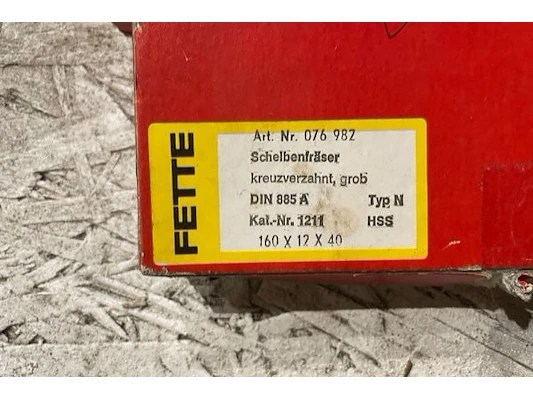 FETTE
Art. Nr. 076 982
Scheibenfräser
kreuzverzahnt, grob
DIN 885 A Typ N
Kat.-Nr. 1211 HSS
160 X 12 X 40